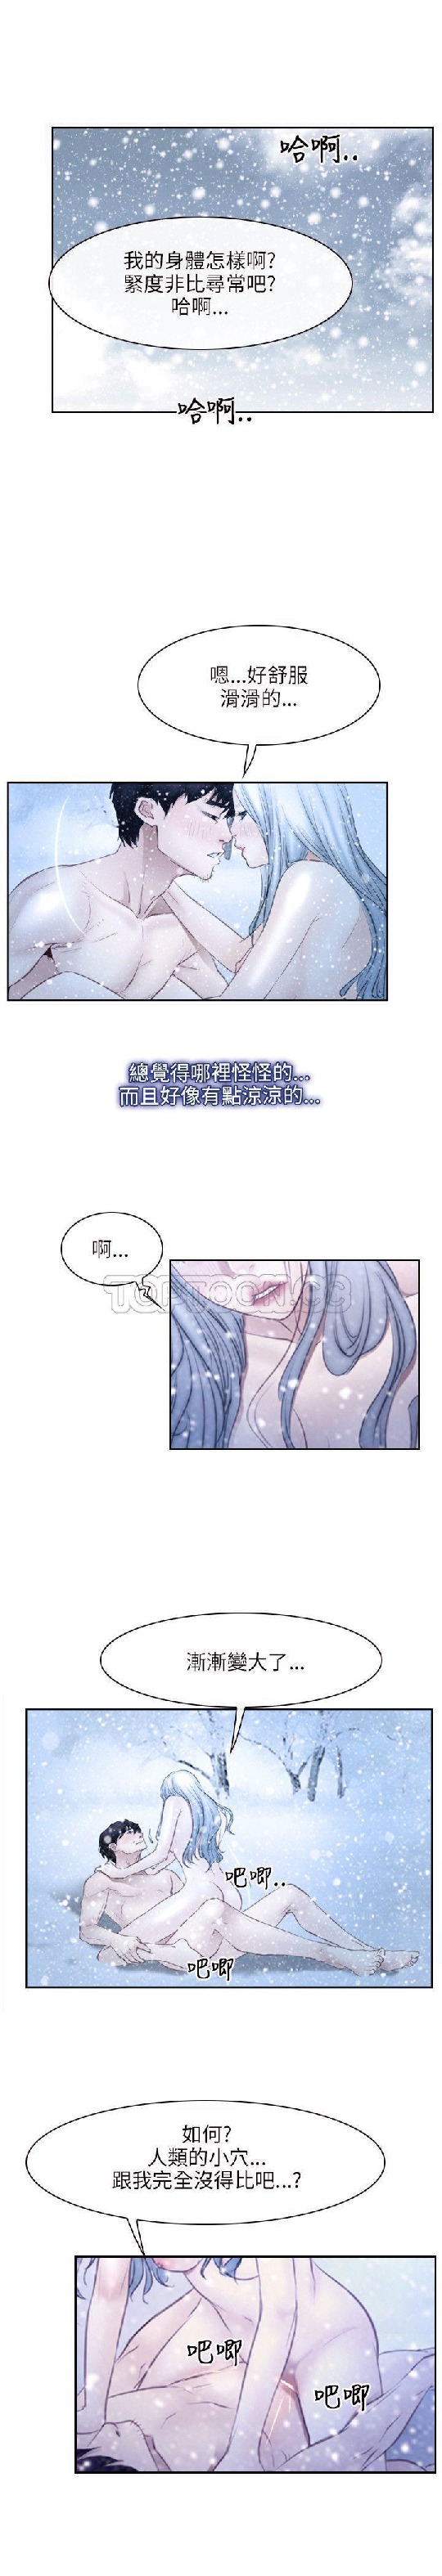 哈啊..
我的身體怎樣啊?
緊度非比尋常吧?
哈啊...
哈啊..
嗯...好舒服
滑滑的...
總覺得哪裡怪怪的...
而且好像有點涼涼的...
啊...
TOPTOON.CC
漸漸變大了...
吧唧..
吧唧
如何?
人類的小穴...
跟我完全沒得比吧...?
吧唧
吧唧